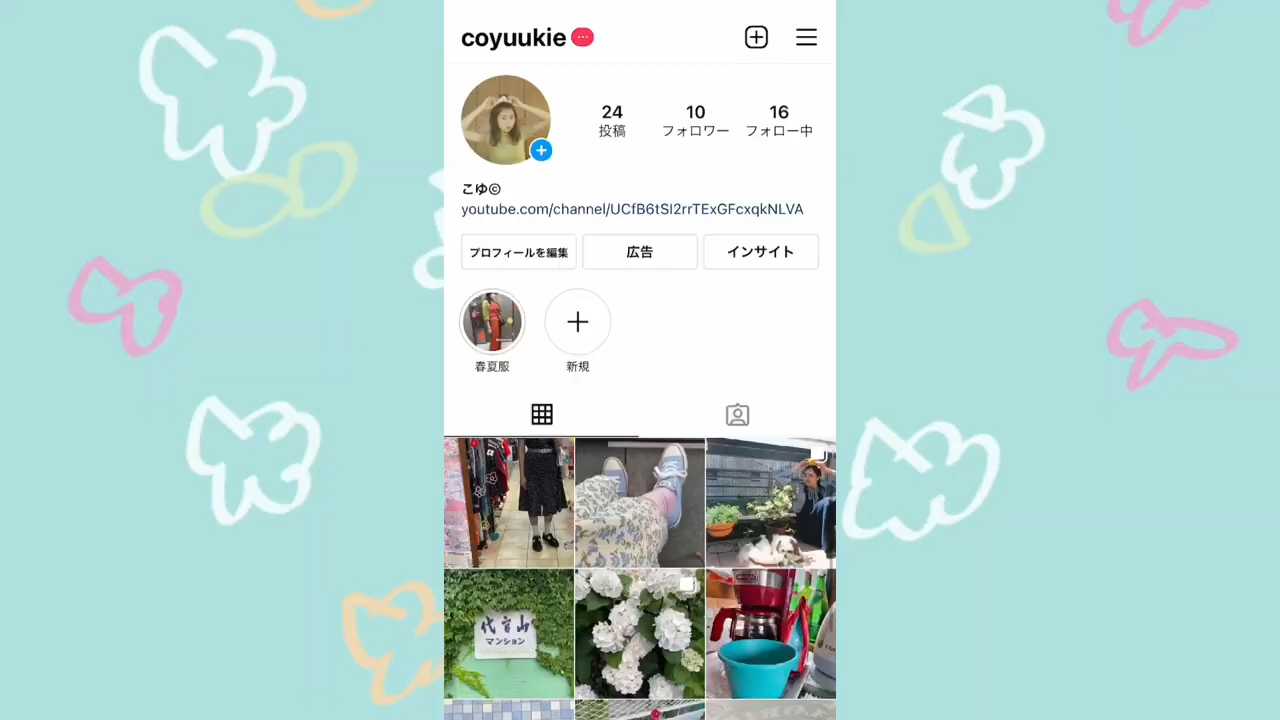 coyuukie
24
投稿
10
フォロワー
16
フォロー中
こゆ©
youtube.com/channel/UCfB6tSI2rrTExGFcxqkNLVA
プロフィールを編集
広告
インサイト
春夏服
新規
代官山
マンション